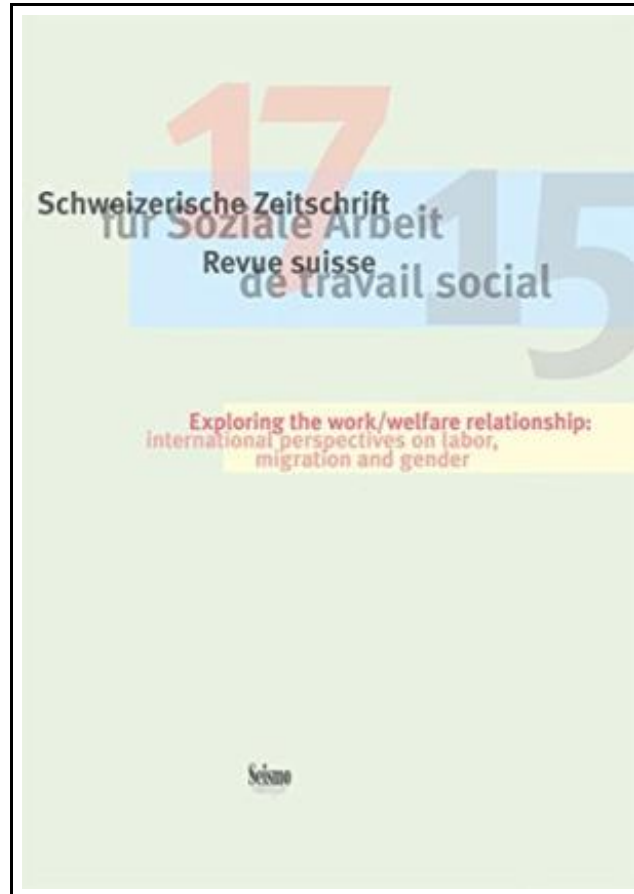 17
15
Schweizerische Zeitschrift
für Soziale Arbeit
Revue suisse
de travail social
Exploring the work/welfare relationship:
international perspectives on labor,
migration and gender
Seismo